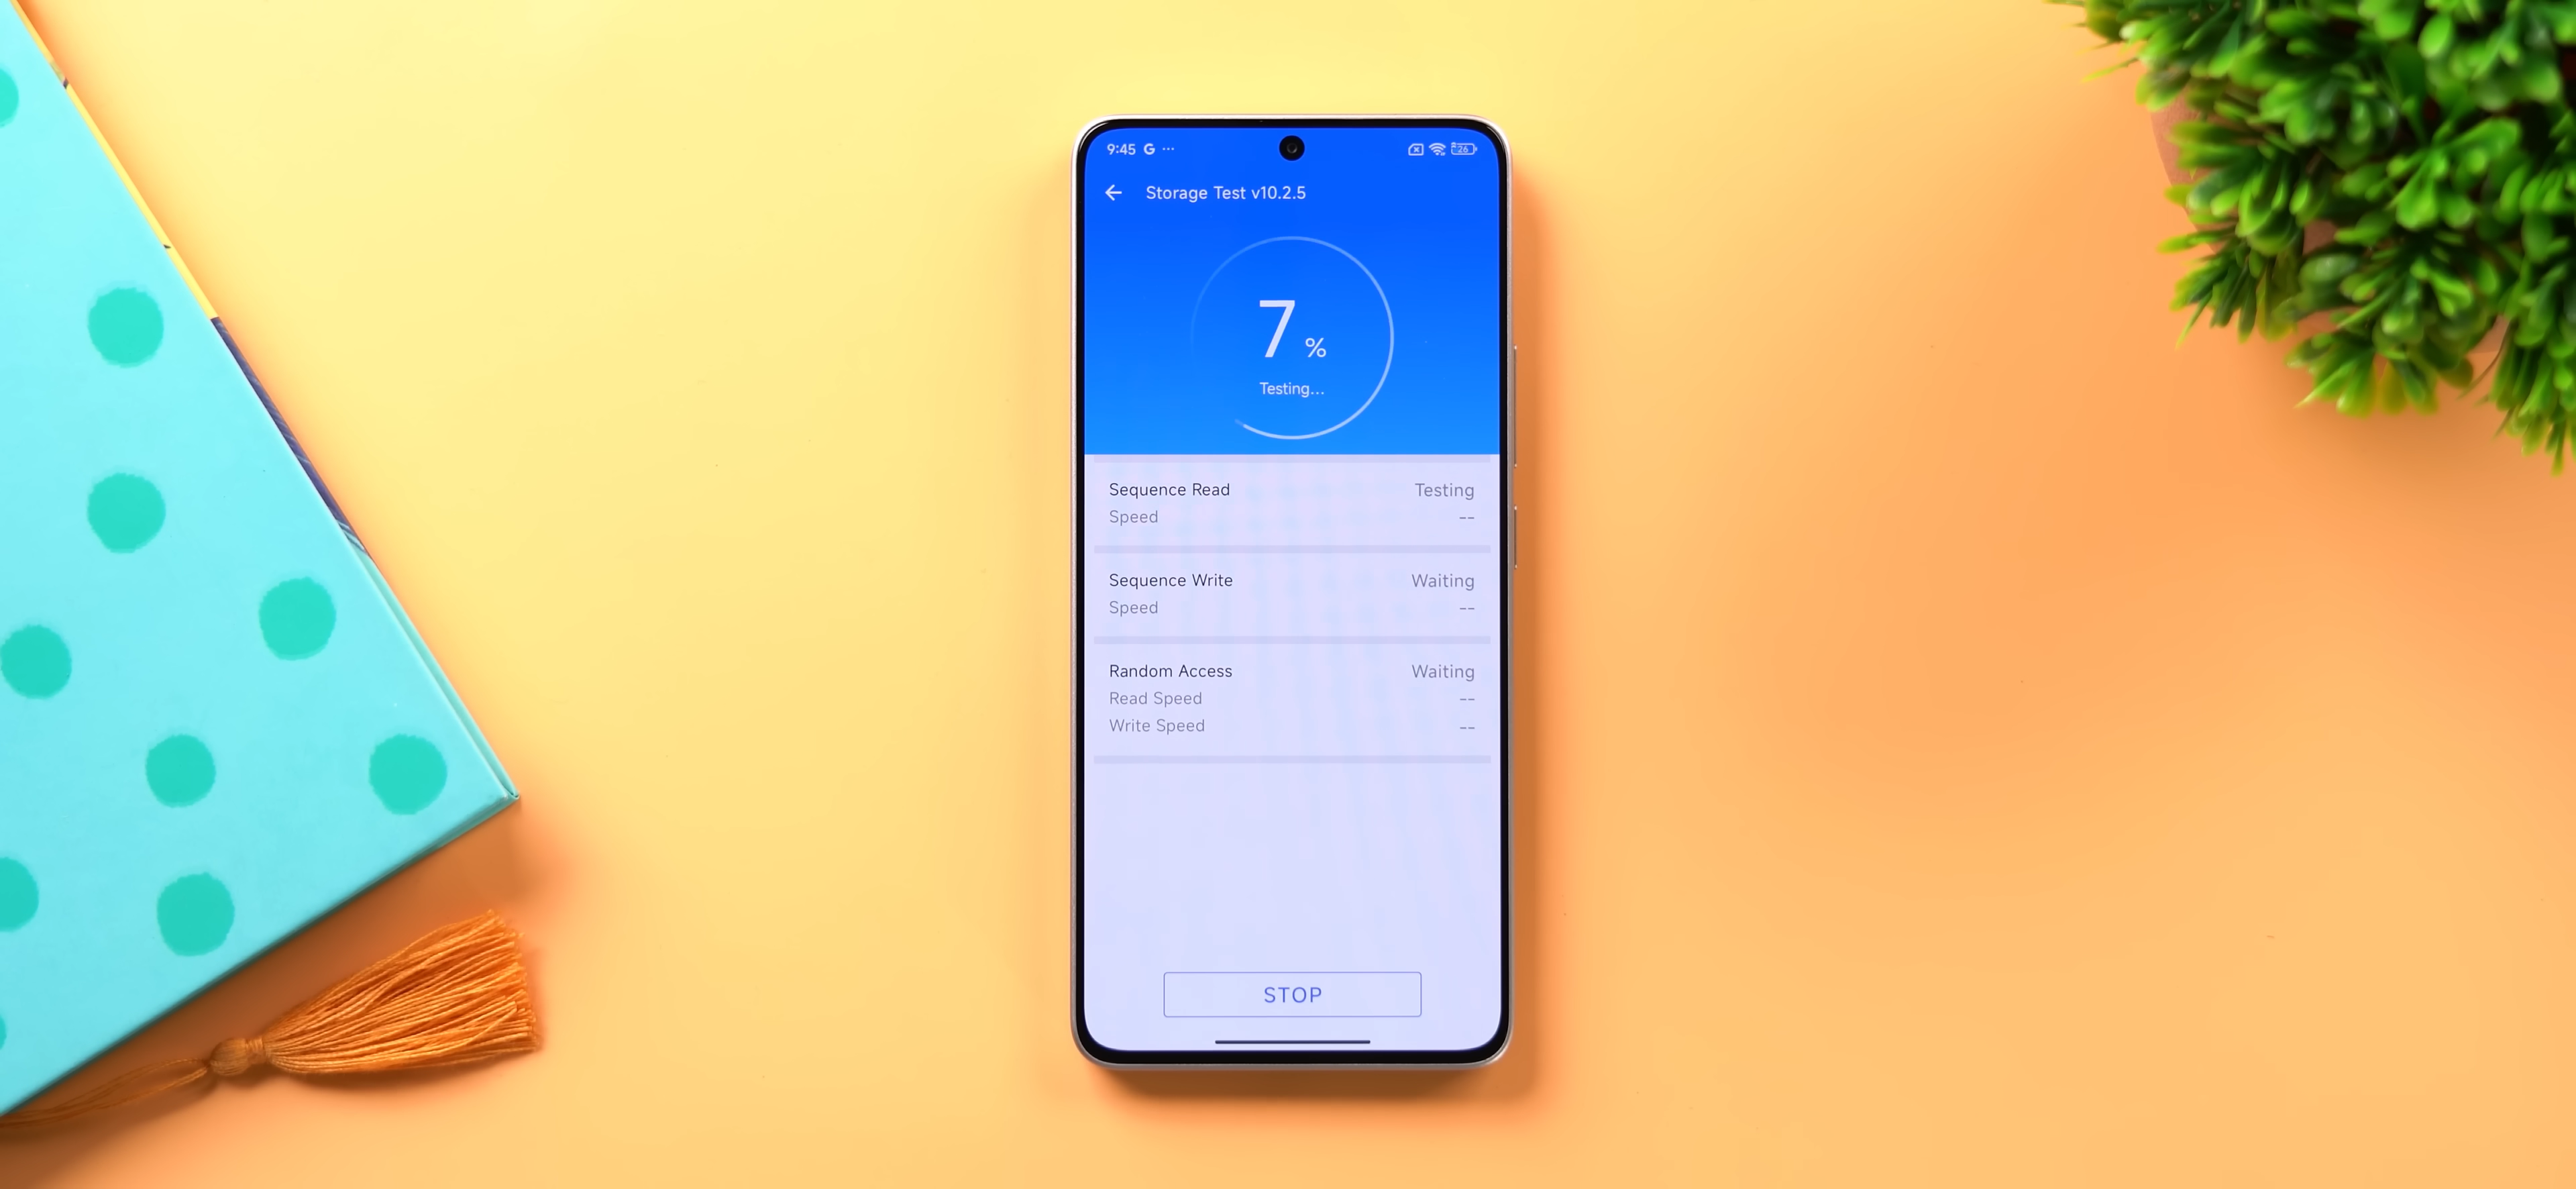 9:45 G ··· 26
Storage Test v10.2.5
7 %
Testing...
Sequence Read Testing
Speed --
Sequence Write Waiting
Speed --
Random Access Waiting
Read Speed --
Write Speed --
STOP